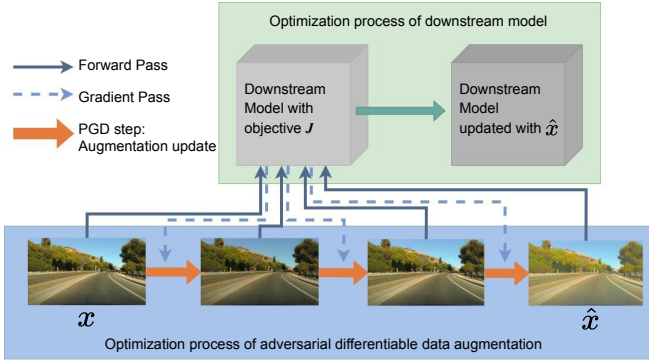 Optimization process of downstream model
Forward Pass
Gradient Pass
PGD step:
Augmentation update
Downstream
Model with
objective J
Downstream
Model
updated with x̂
x
x̂
Optimization process of adversarial differentiable data augmentation